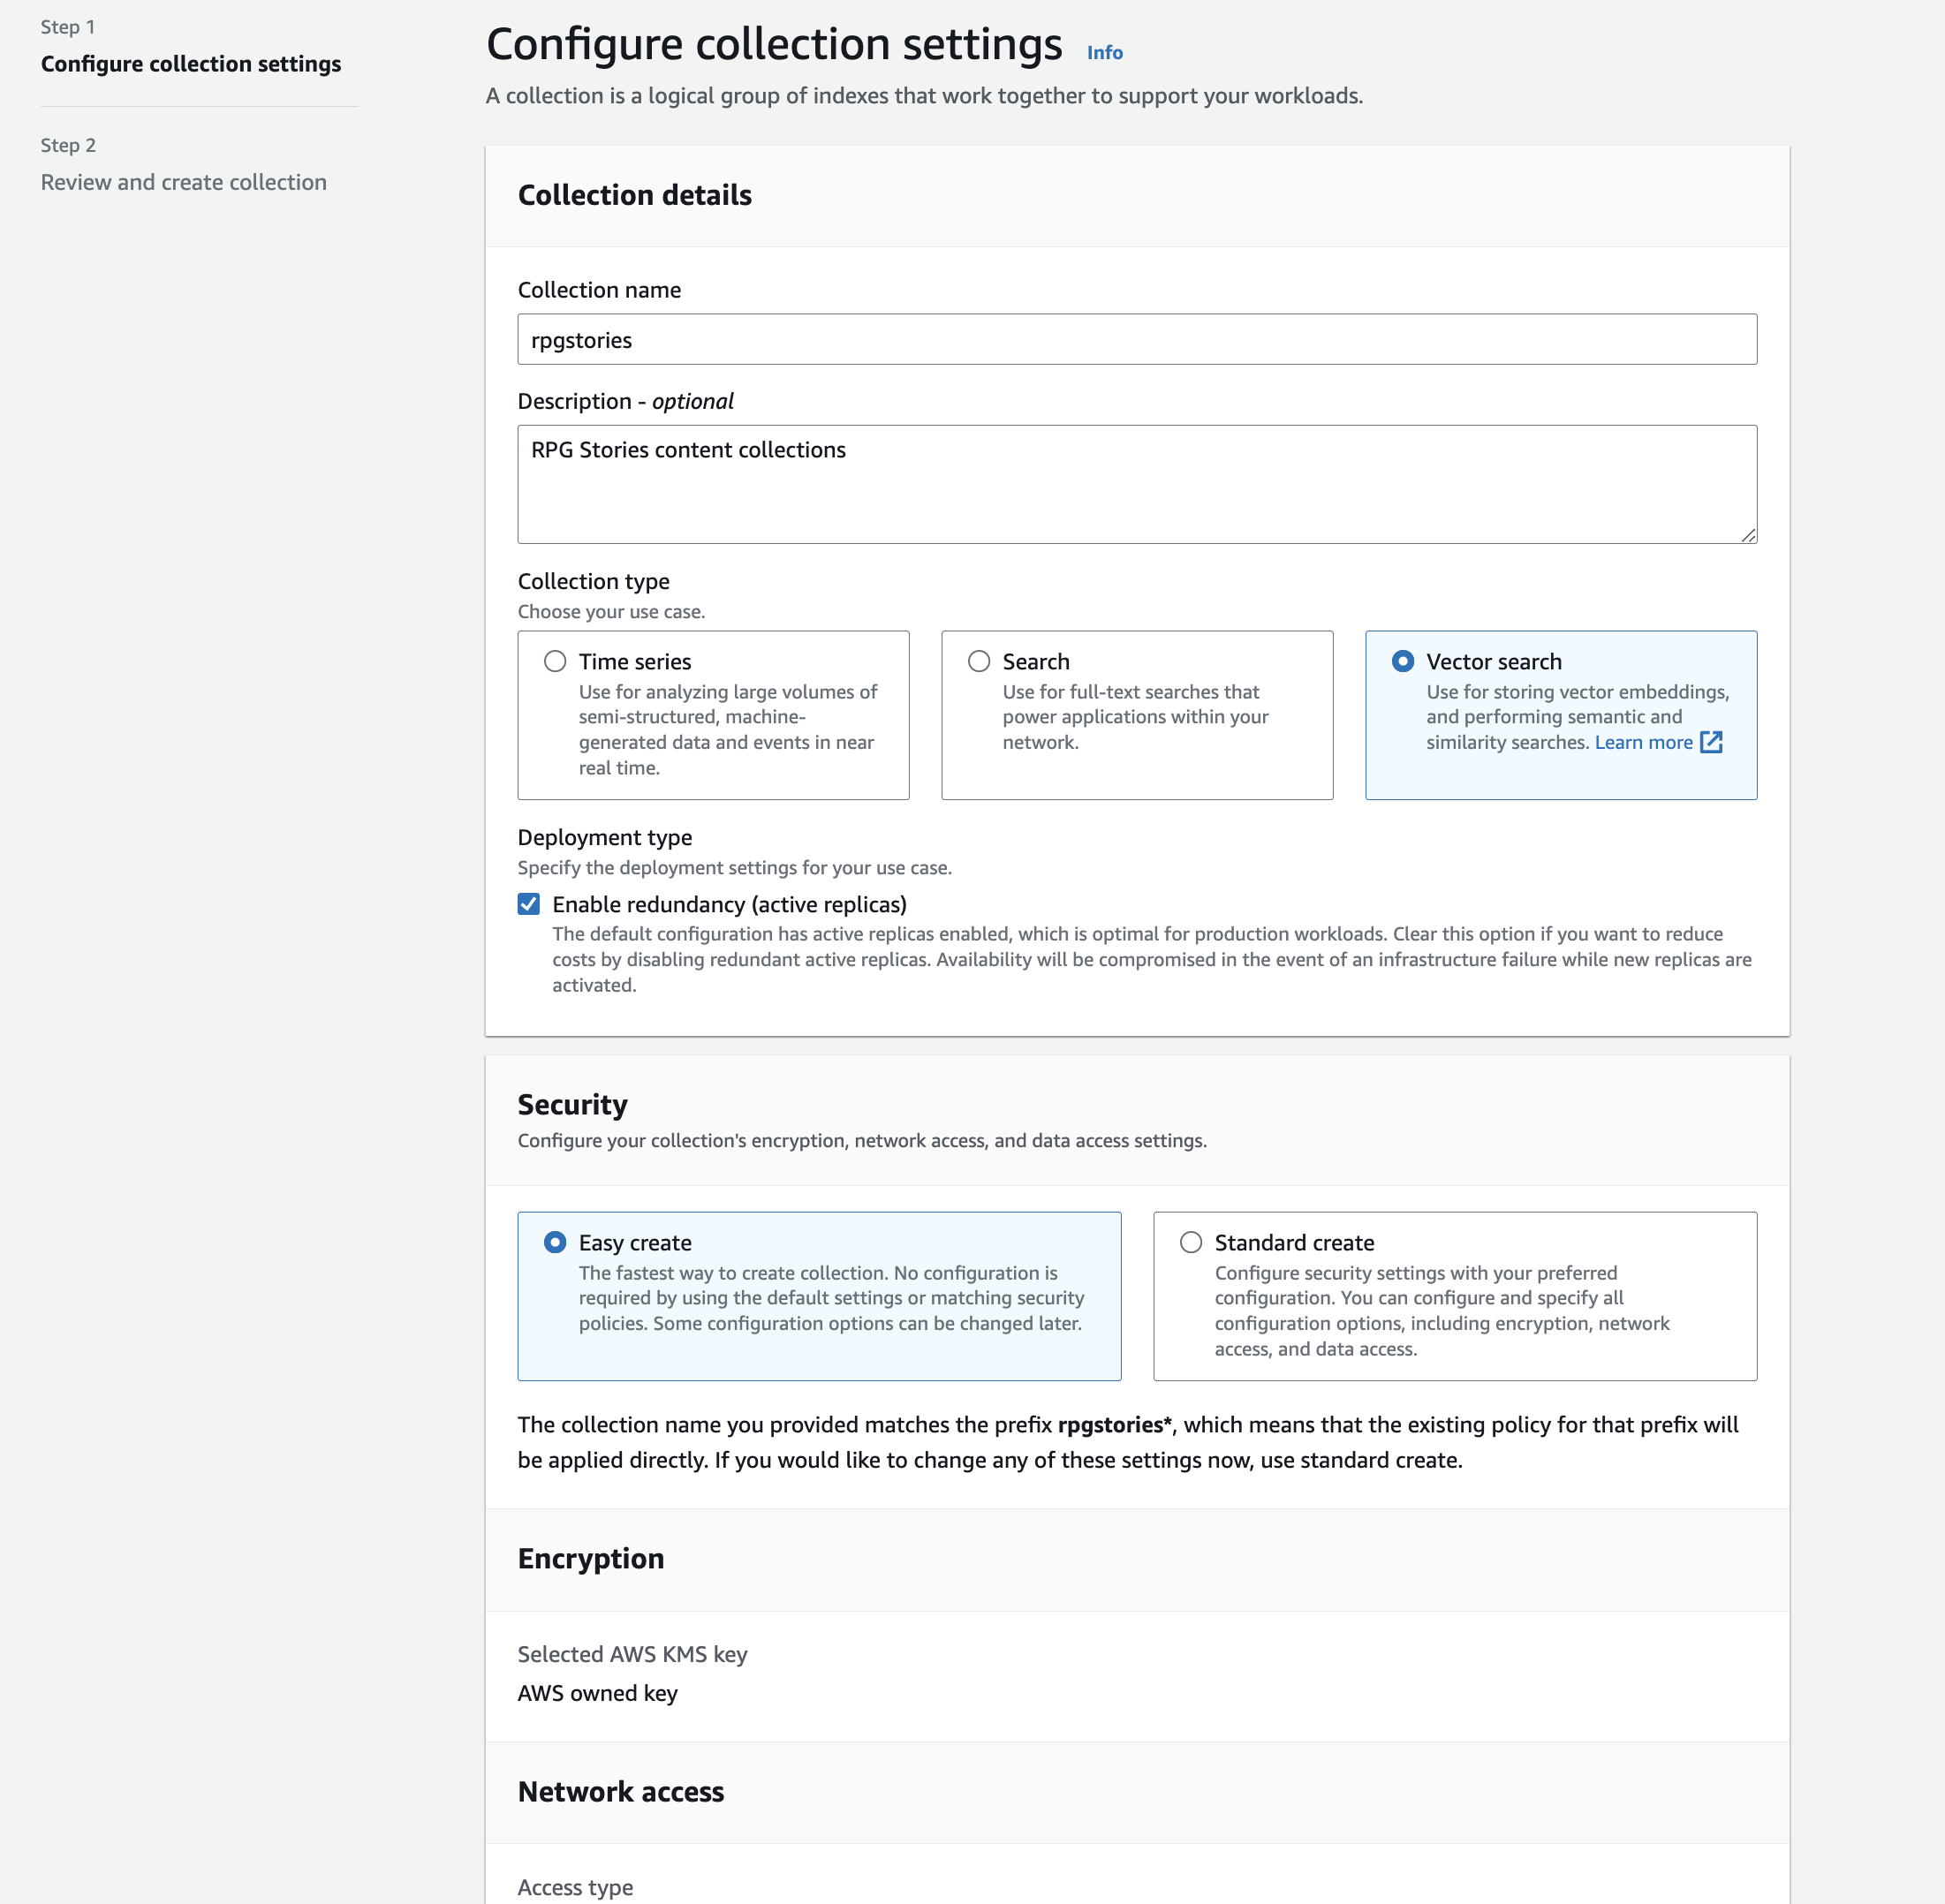 Step 1
Configure collection settings
Step 2
Review and create collection
Configure collection settings Info
A collection is a logical group of indexes that work together to support your workloads.
Collection details
Collection name
rpgstories
Description - optional
RPG Stories content collections
Collection type
Choose your use case.
Time series
Use for analyzing large volumes of
semi-structured, machine-
generated data and events in near
real time.
Search
Use for full-text searches that
power applications within your
network.
Vector search
Use for storing vector embeddings,
and performing semantic and
similarity searches. Learn more
Deployment type
Specify the deployment settings for your use case.
Enable redundancy (active replicas)
The default configuration has active replicas enabled, which is optimal for production workloads. Clear this option if you want to reduce
costs by disabling redundant active replicas. Availability will be compromised in the event of an infrastructure failure while new replicas are
activated.
Security
Configure your collection's encryption, network access, and data access settings.
Easy create
The fastest way to create collection. No configuration is
required by using the default settings or matching security
policies. Some configuration options can be changed later.
Standard create
Configure security settings with your preferred
configuration. You can configure and specify all
configuration options, including encryption, network
access, and data access.
The collection name you provided matches the prefix rpgstories*, which means that the existing policy for that prefix will
be applied directly. If you would like to change any of these settings now, use standard create.
Encryption
Selected AWS KMS key
AWS owned key
Network access
Access type